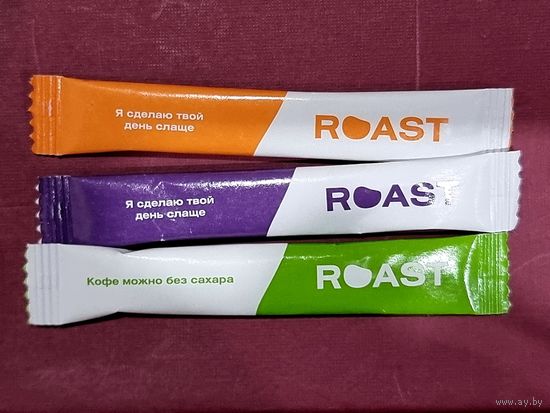 Я сделаю твой
день слаще
ROAST
Я сделаю твой
день слаще
ROAST
Кофе можно без сахара
ROAST
© www.ay.by